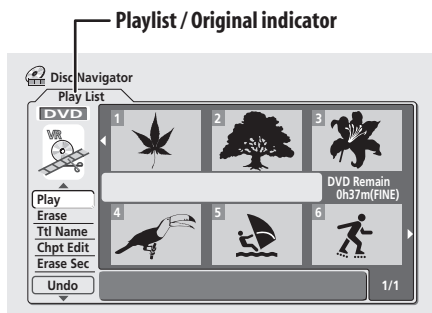 Playlist / Original indicator
Disc Navigator
Play List
DVD
VR
1
2
3
Play
DVD Remain
0h37m(FINE)
Erase
Ttl Name
Chpt Edit
Erase Sec
4
5
6
Undo
1/1